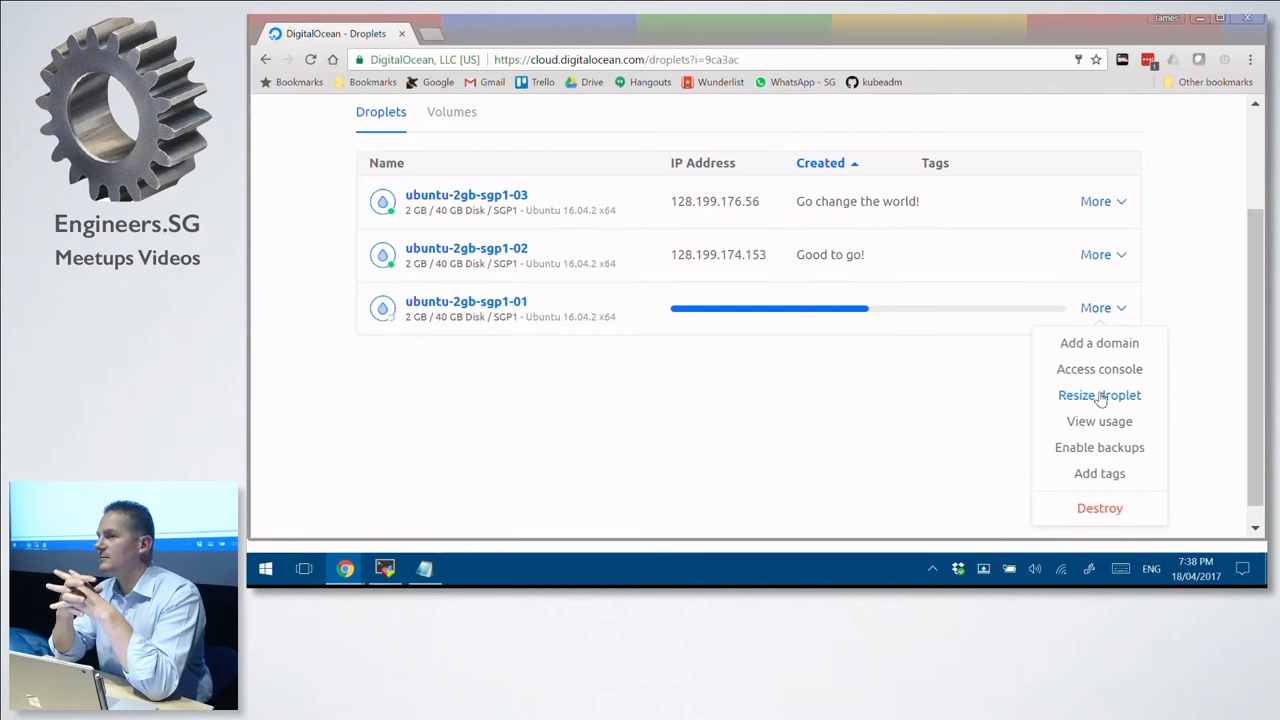 James
DigitalOcean - Droplets
DigitalOcean, LLC [US]
https://cloud.digitalocean.com/droplets?i=9ca3ac
1
Bookmarks
Bookmarks
Google
Gmail
Trello
Drive
Hangouts
Wunderlist
WhatsApp - SG
kubeadm
Other bookmarks
Engineers.SG
Meetups Videos
Droplets
Volumes
Name
IP Address
Created
Tags
ubuntu-2gb-sgp1-03
2 GB / 40 GB Disk / SGP1 - Ubuntu 16.04.2 x64
128.199.176.56
Go change the world!
More
ubuntu-2gb-sgp1-02
2 GB / 40 GB Disk / SGP1 - Ubuntu 16.04.2 x64
128.199.174.153
Good to go!
More
ubuntu-2gb-sgp1-01
2 GB / 40 GB Disk / SGP1 - Ubuntu 16.04.2 x64
More
Add a domain
Access console
Resize droplet
View usage
Enable backups
Add tags
Destroy
ENG
7:38 PM
18/04/2017